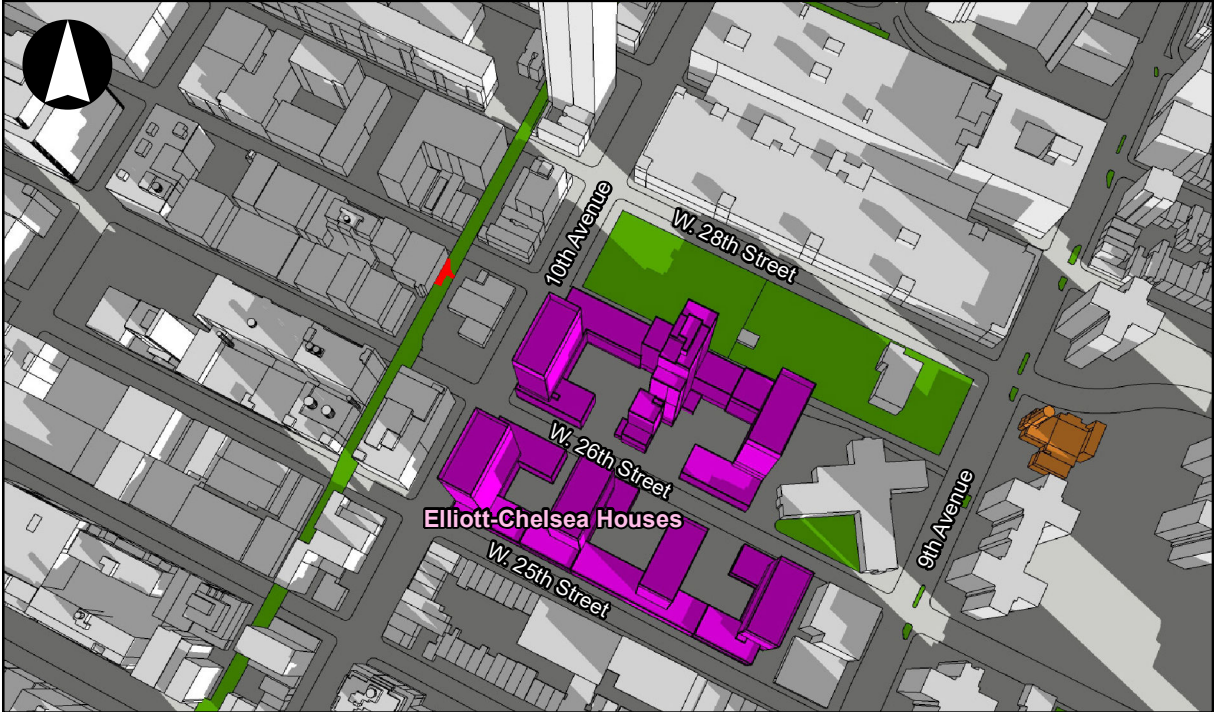 10th Avenue
W. 28th Street
W. 26th Street
Elliott-Chelsea Houses
9th Avenue
W. 25th Street